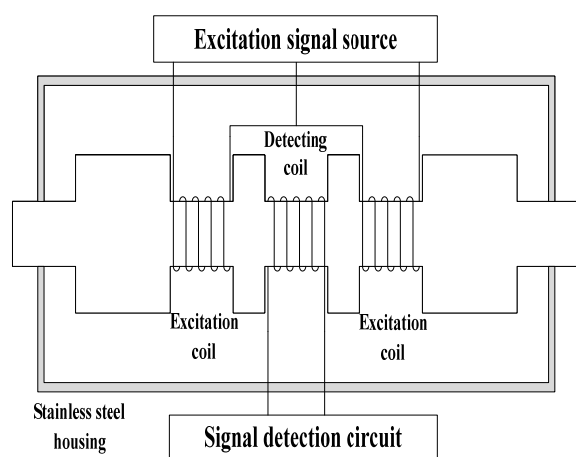 Excitation signal source
Detecting
coil
Excitation
coil
Excitation
coil
Stainless steel
housing
Signal detection circuit